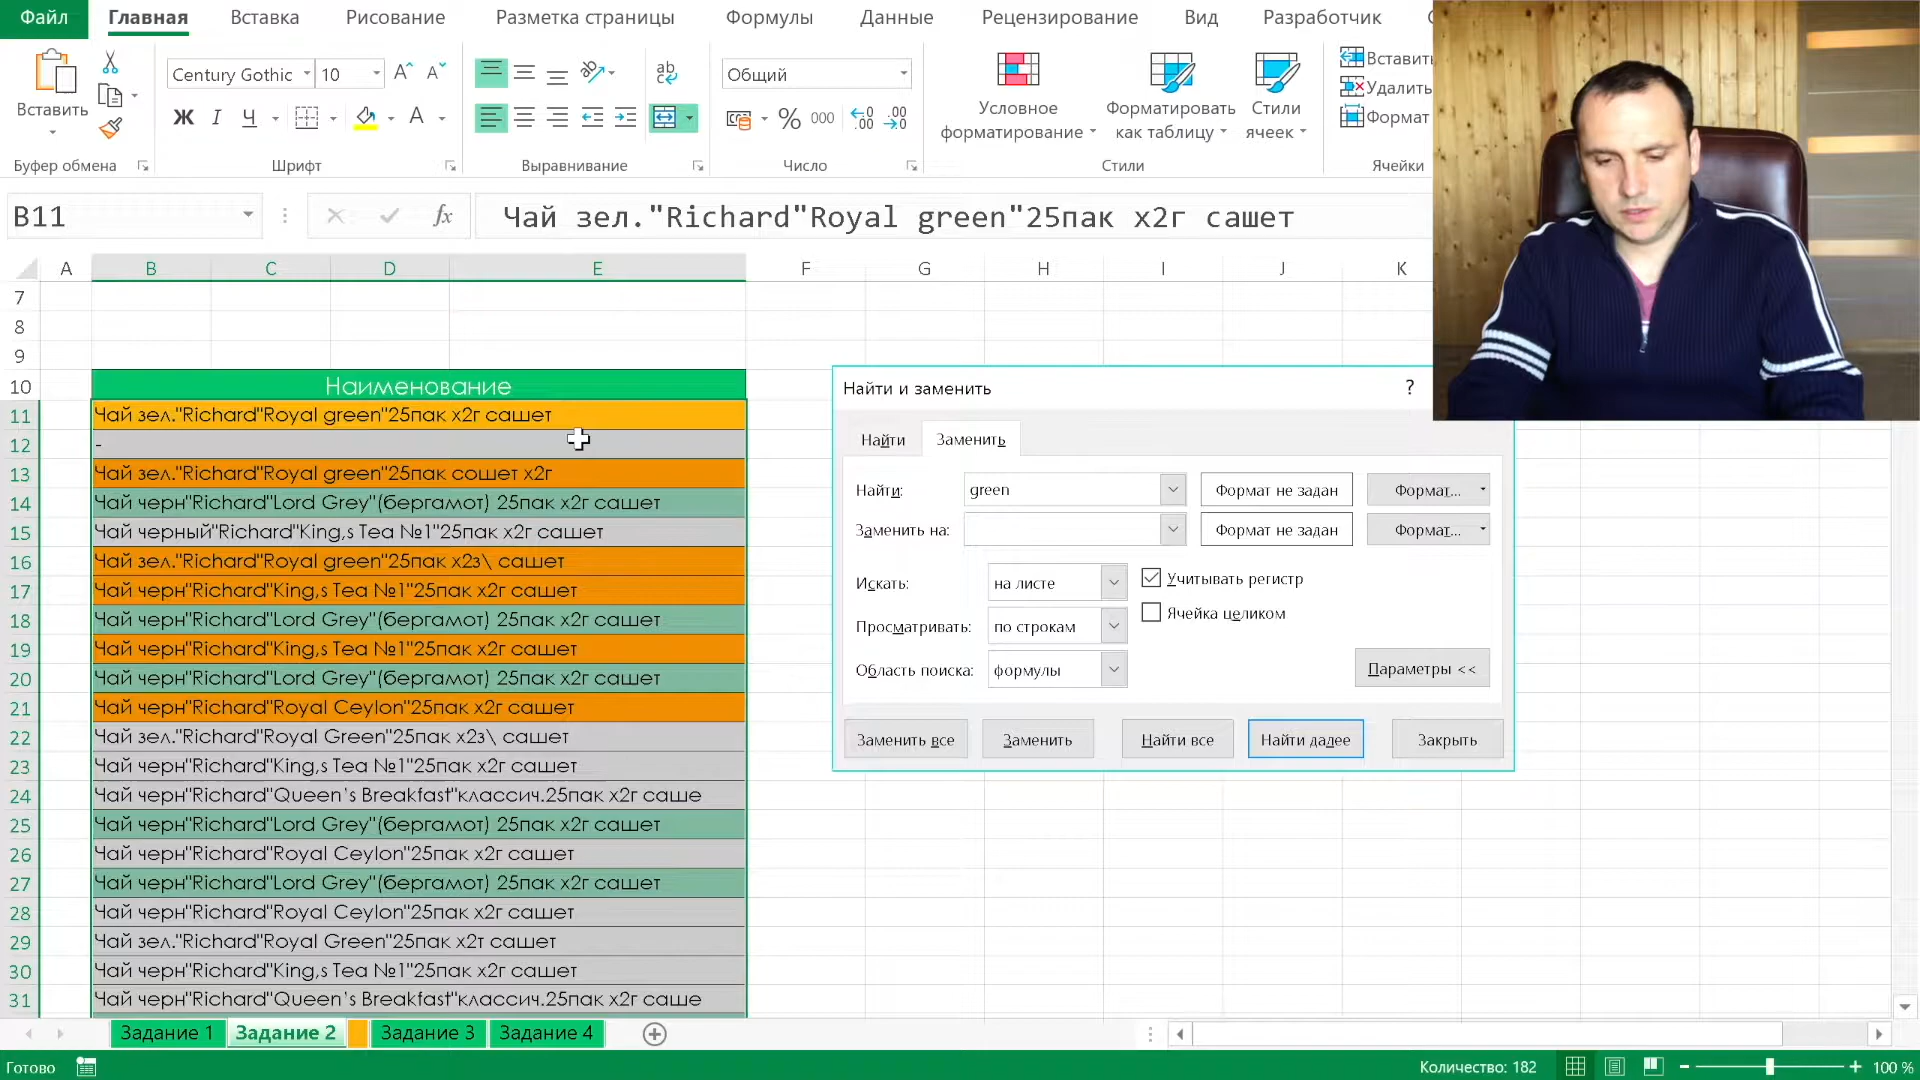 Файл Главная Вставка Рисование Разметка страницы Формулы Данные Рецензирование Вид Разработчик
Вставить
Century Gothic 10
Ж К Ч
Общий
% 000
Условное форматирование
Форматировать как таблицу
Стили ячеек
Вставить
Удалить
Формат
Буфер обмена Шрифт Выравнивание Число Стили Ячейки
B11 fx Чай зел."Richard"Royal green"25пак х2г сашет
A B C D E F G H I J K
7
8
9
10 Наименование
11 Чай зел."Richard"Royal green"25пак х2г сашет
12 -
13 Чай зел."Richard"Royal green"25пак сошет х2г
14 Чай черн"Richard"Lord Grey"(бергамот) 25пак х2г сашет
15 Чай черный"Richard"King,s Tea №1"25пак х2г сашет
16 Чай зел."Richard"Royal green"25пак х2з\ сашет
17 Чай черн"Richard"King,s Tea №1"25пак х2г сашет
18 Чай черн"Richard"Lord Grey"(бергамот) 25пак х2г сашет
19 Чай черн"Richard"King,s Tea №1"25пак х2г сашет
20 Чай черн"Richard"Lord Grey"(бергамот) 25пак х2г сашет
21 Чай черн"Richard"Royal Ceylon"25пак х2г сашет
22 Чай зел."Richard"Royal Green"25пак х2з\ сашет
23 Чай черн"Richard"King,s Tea №1"25пак х2г сашет
24 Чай черн"Richard"Queen`s Breakfast"классич.25пак х2г саше
25 Чай черн"Richard"Lord Grey"(бергамот) 25пак х2г сашет
26 Чай черн"Richard"Royal Ceylon"25пак х2г сашет
27 Чай черн"Richard"Lord Grey"(бергамот) 25пак х2г сашет
28 Чай черн"Richard"Royal Ceylon"25пак х2г сашет
29 Чай зел."Richard"Royal Green"25пак х2т сашет
30 Чай черн"Richard"King,s Tea №1"25пак х2г сашет
31 Чай черн"Richard"Queen`s Breakfast"классич.25пак х2г саше
Найти и заменить ?
Найти Заменить
Найти: green Формат не задан Формат...
Заменить на: Формат не задан Формат...
Искать: на листе Учитывать регистр
Ячейка целиком
Просматривать: по строкам
Область поиска: формулы Параметры <<
Заменить все Заменить Найти все Найти далее Закрыть
Задание 1 Задание 2 Задание 3 Задание 4
Готово Количество: 182 100 %